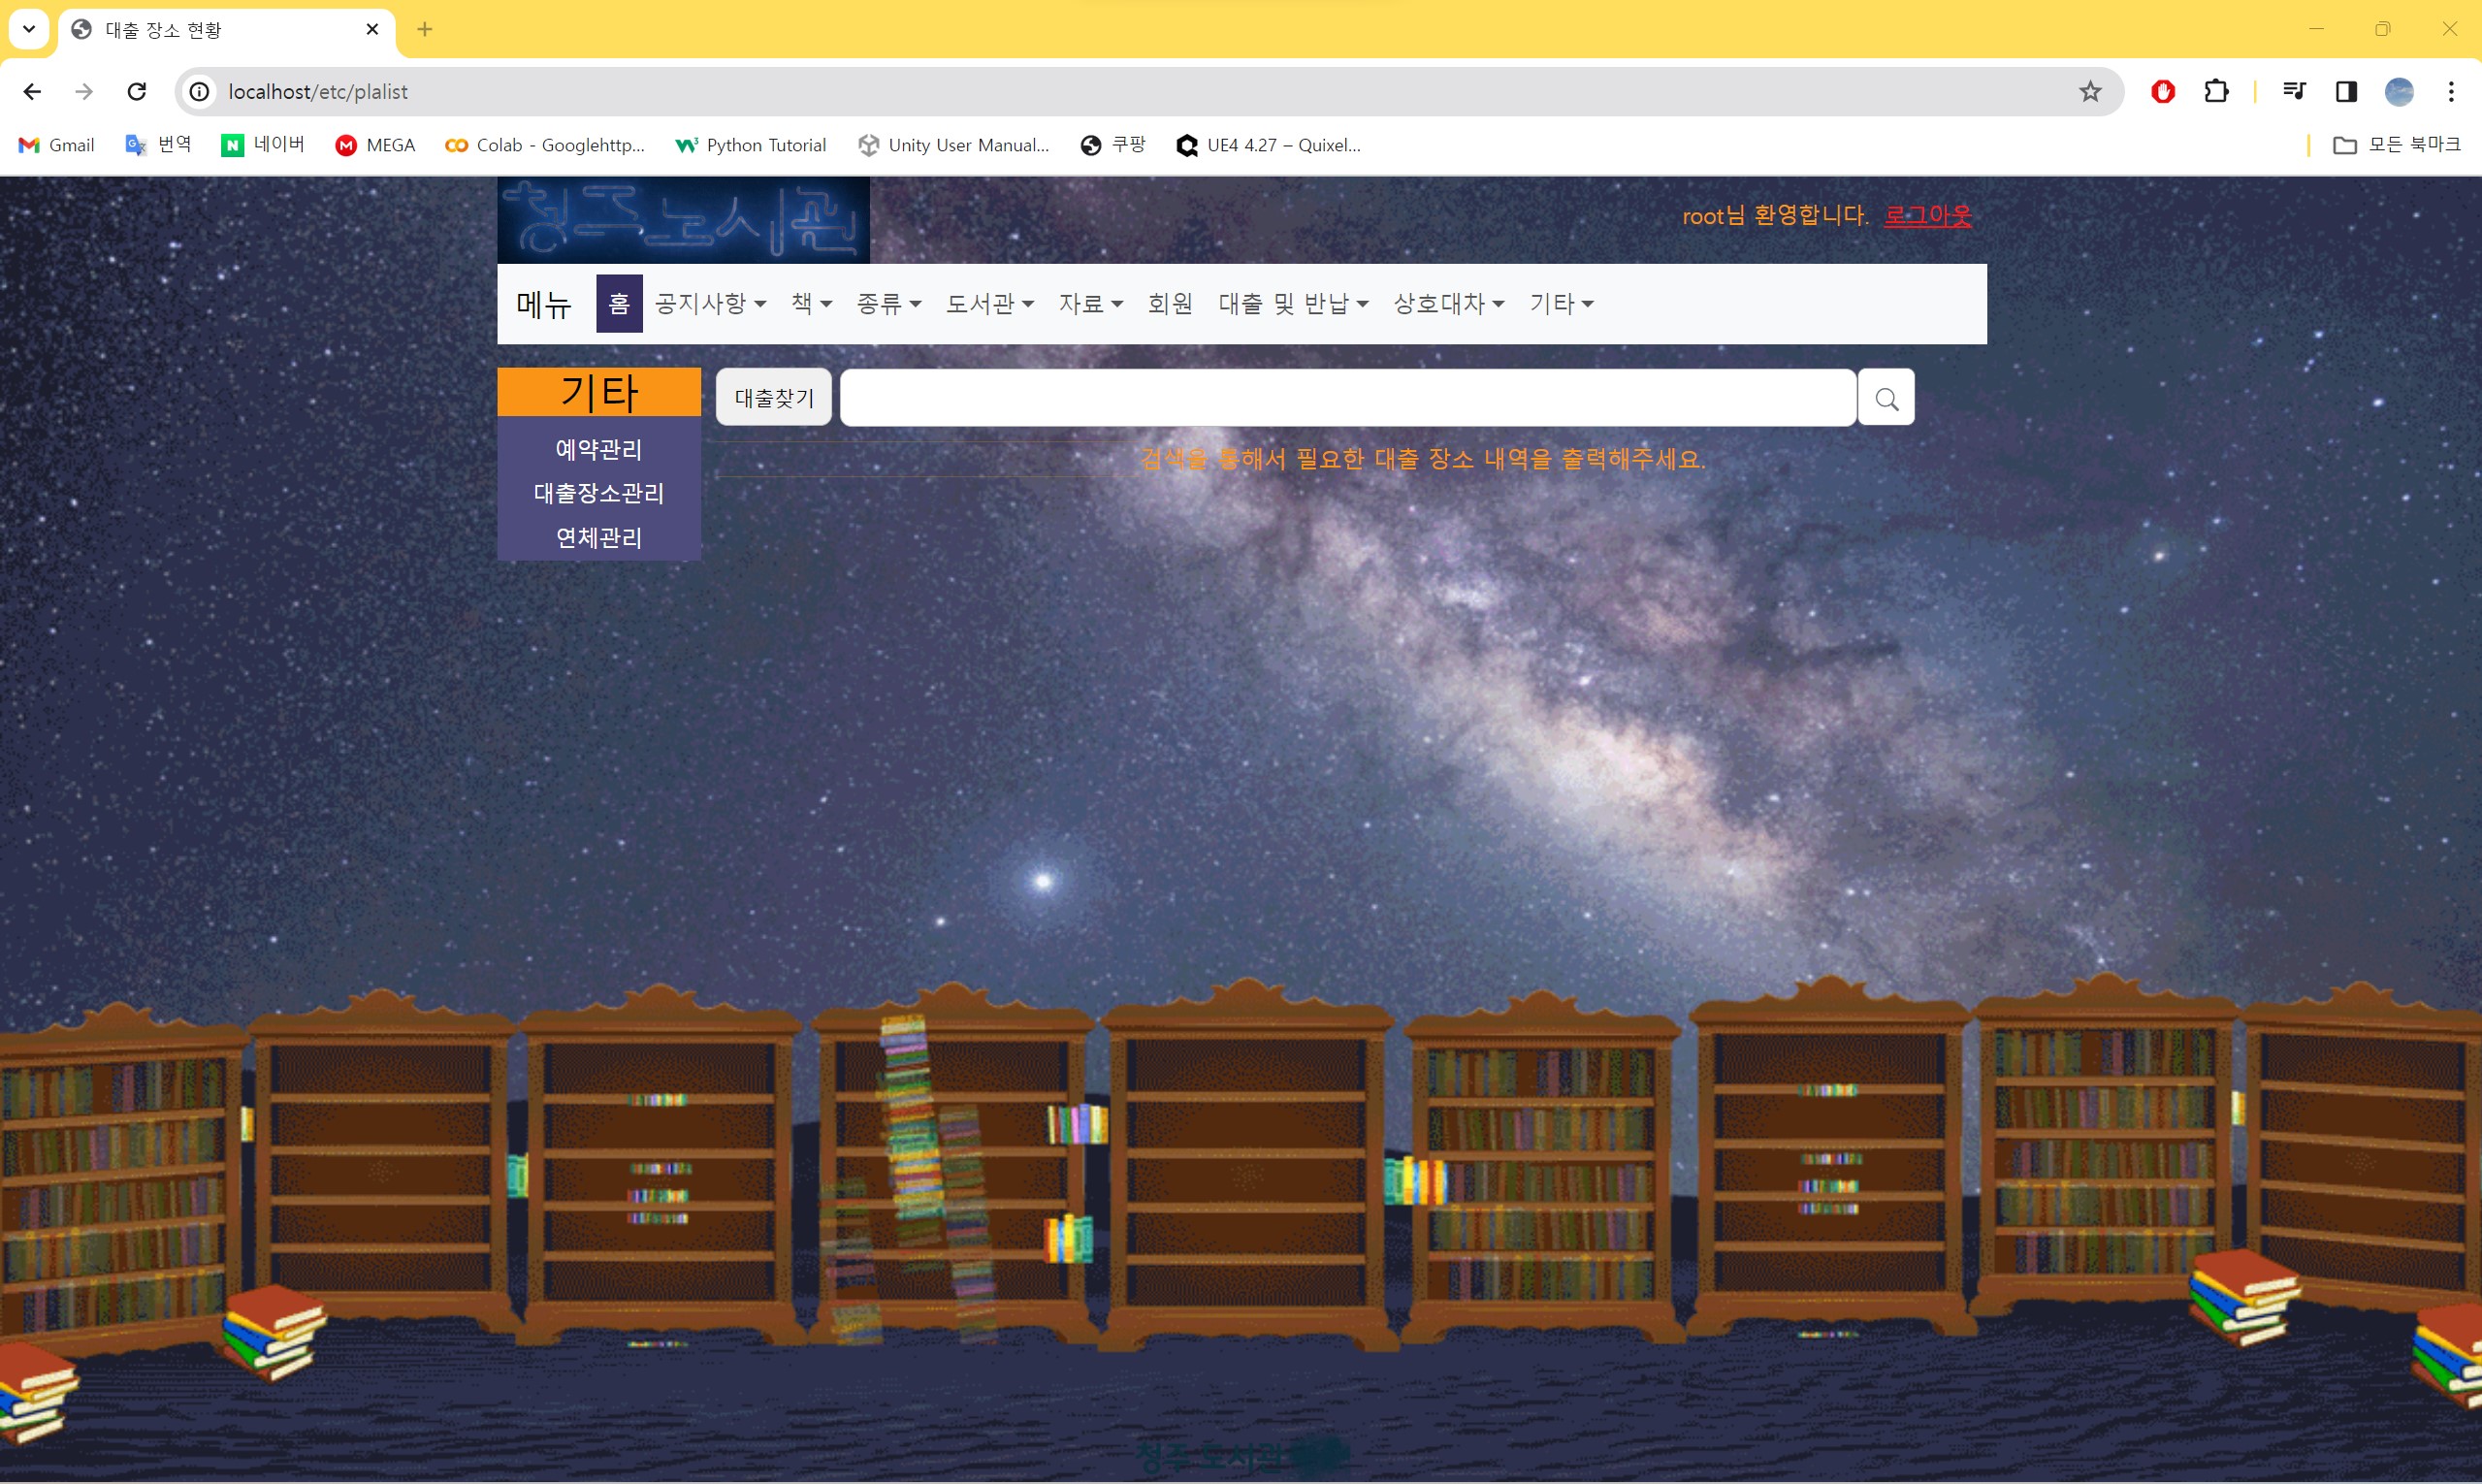 대출 장소 현황
localhost/etc/plalist
Gmail
번역
네이버
MEGA
Colab - Googlehttp...
Python Tutorial
Unity User Manual...
쿠팡
UE4 4.27 – Quixel...
모든 북마크
청주도서관
root님 환영합니다. 로그아웃
메뉴 홈 공지사항 책 종류 도서관 자료 회원 대출 및 반납 상호대차 기타
기타
대출찾기
예약관리
대출장소관리
연체관리
검색을 통해서 필요한 대출 장소 내역을 출력해주세요.
청주 도서관